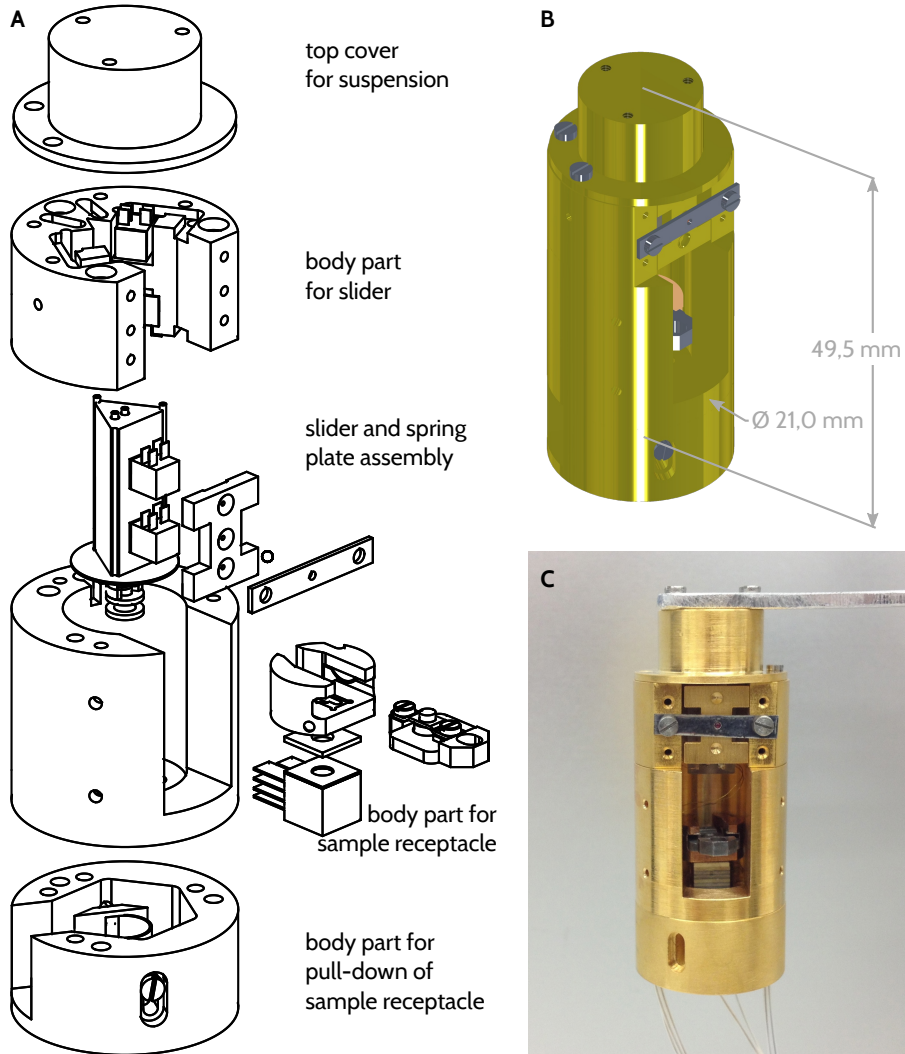 A
top cover
for suspension
body part
for slider
slider and spring
plate assembly
body part for
sample receptacle
body part for
pull-down of
sample receptacle
B
49,5 mm
Ø 21,0 mm
C